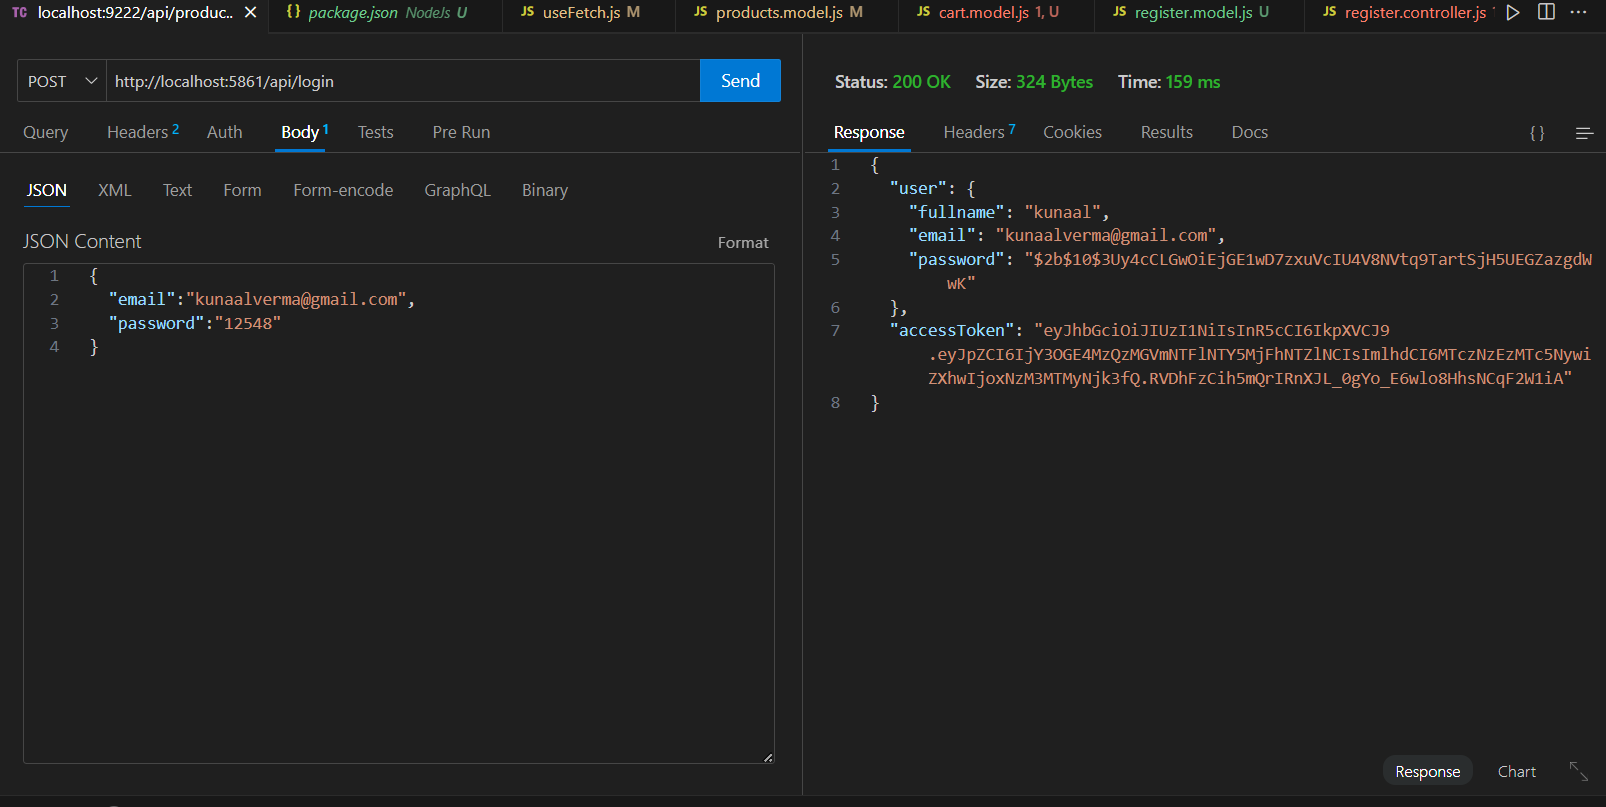 TC localhost:9222/api/produc.. {} package.json NodeJs U JS useFetch.js M JS products.model.js M JS cart.model.js 1, U JS register.model.js U JS register.controller.js
POST http://localhost:5861/api/login Send
Query Headers 2 Auth Body 1 Tests Pre Run
JSON XML Text Form Form-encode GraphQL Binary
JSON Content Format
1 {
2 "email":"kunaalverma@gmail.com",
3 "password":"12548"
4 }
Status: 200 OK Size: 324 Bytes Time: 159 ms
Response Headers 7 Cookies Results Docs {}
1 {
2 "user": {
3 "fullname": "kunaal",
4 "email": "kunaalverma@gmail.com",
5 "password": "$2b$10$3Uy4cCLGwOiEjGE1wD7zxuVcIU4V8NVtq9TartSjH5UEGZazgdW
wK"
6 },
7 "accessToken": "eyJhbGciOiJIUzI1NiIsInR5cCI6IkpXVCJ9
.eyJpZCI6IjY3OGE4MzQzMGVmNTFlNTY5MjFhNTZlNCIsImlhdCI6MTczNzEzMTc5Nywi
ZXhwIjoxNzM3MTMyNjk3fQ.RVDhFzCih5mQrIRnXJL_0gYo_E6wlo8HhsNCqF2W1iA"
8 }
Response Chart